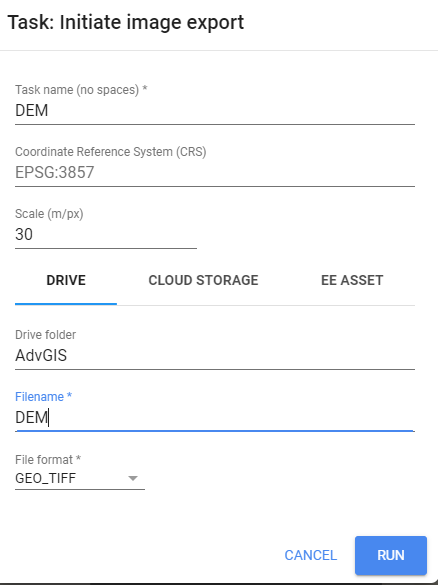 Task: Initiate image export
Task name (no spaces) *
DEM
Coordinate Reference System (CRS)
EPSG:3857
Scale (m/px)
30
DRIVE CLOUD STORAGE EE ASSET
Drive folder
AdvGIS
Filename *
DEM
File format *
GEO_TIFF
CANCEL RUN